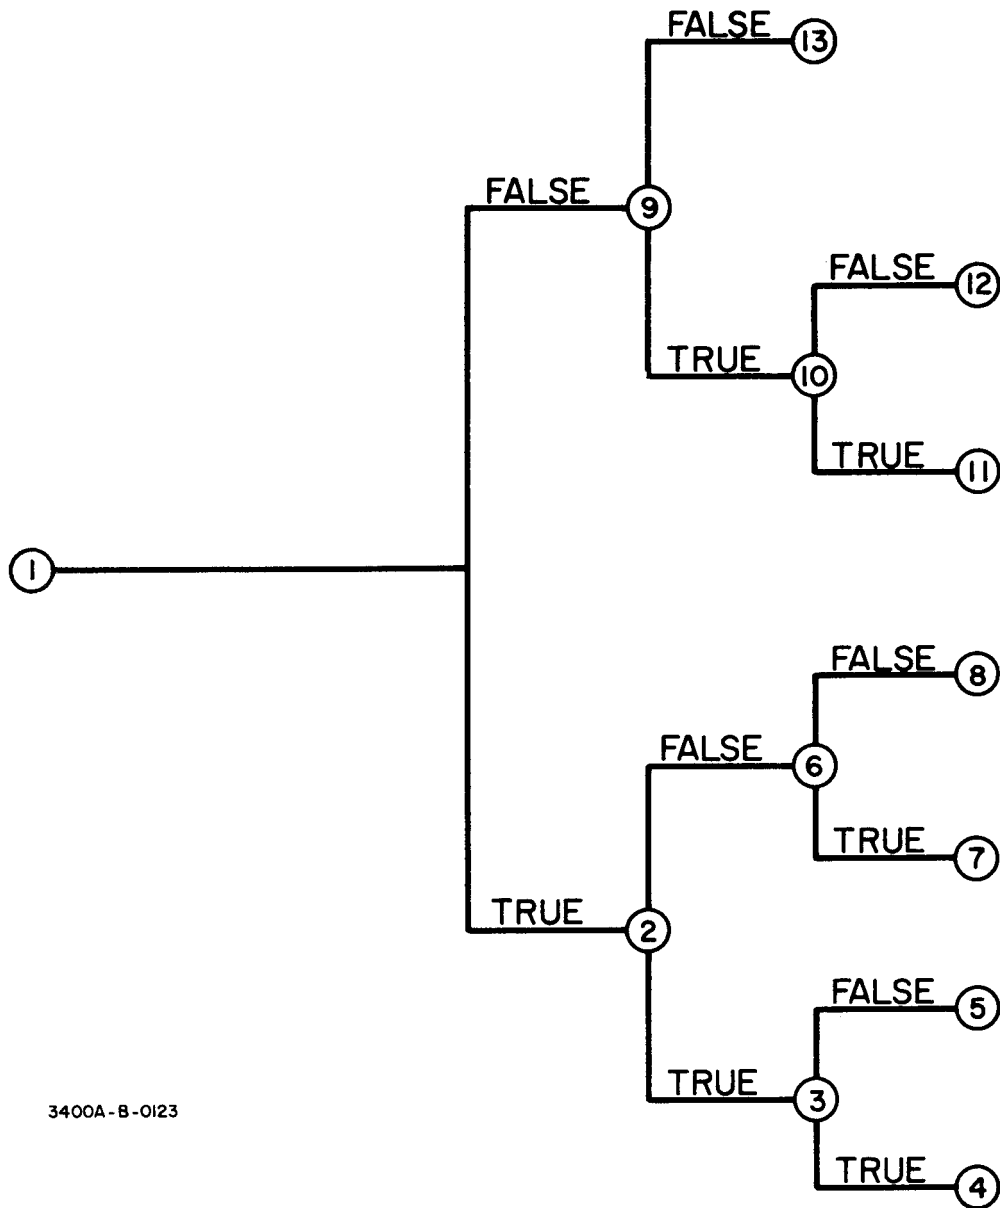 FALSE 13
FALSE 9
FALSE 12
TRUE 10
TRUE 11
1
FALSE 8
FALSE 6
TRUE 7
TRUE 2
FALSE 5
TRUE 3
3400A-B-0123
TRUE 4